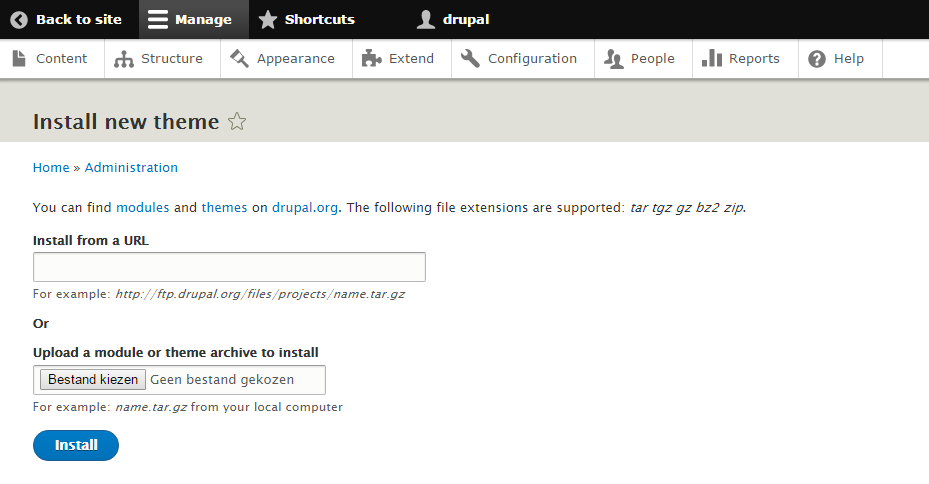 Back to site Manage Shortcuts drupal
Content Structure Appearance Extend Configuration People Reports Help
Install new theme
Home » Administration
You can find modules and themes on drupal.org. The following file extensions are supported: tar tgz gz bz2 zip.
Install from a URL
For example: http://ftp.drupal.org/files/projects/name.tar.gz
Or
Upload a module or theme archive to install
Bestand kiezen Geen bestand gekozen
For example: name.tar.gz from your local computer
Install